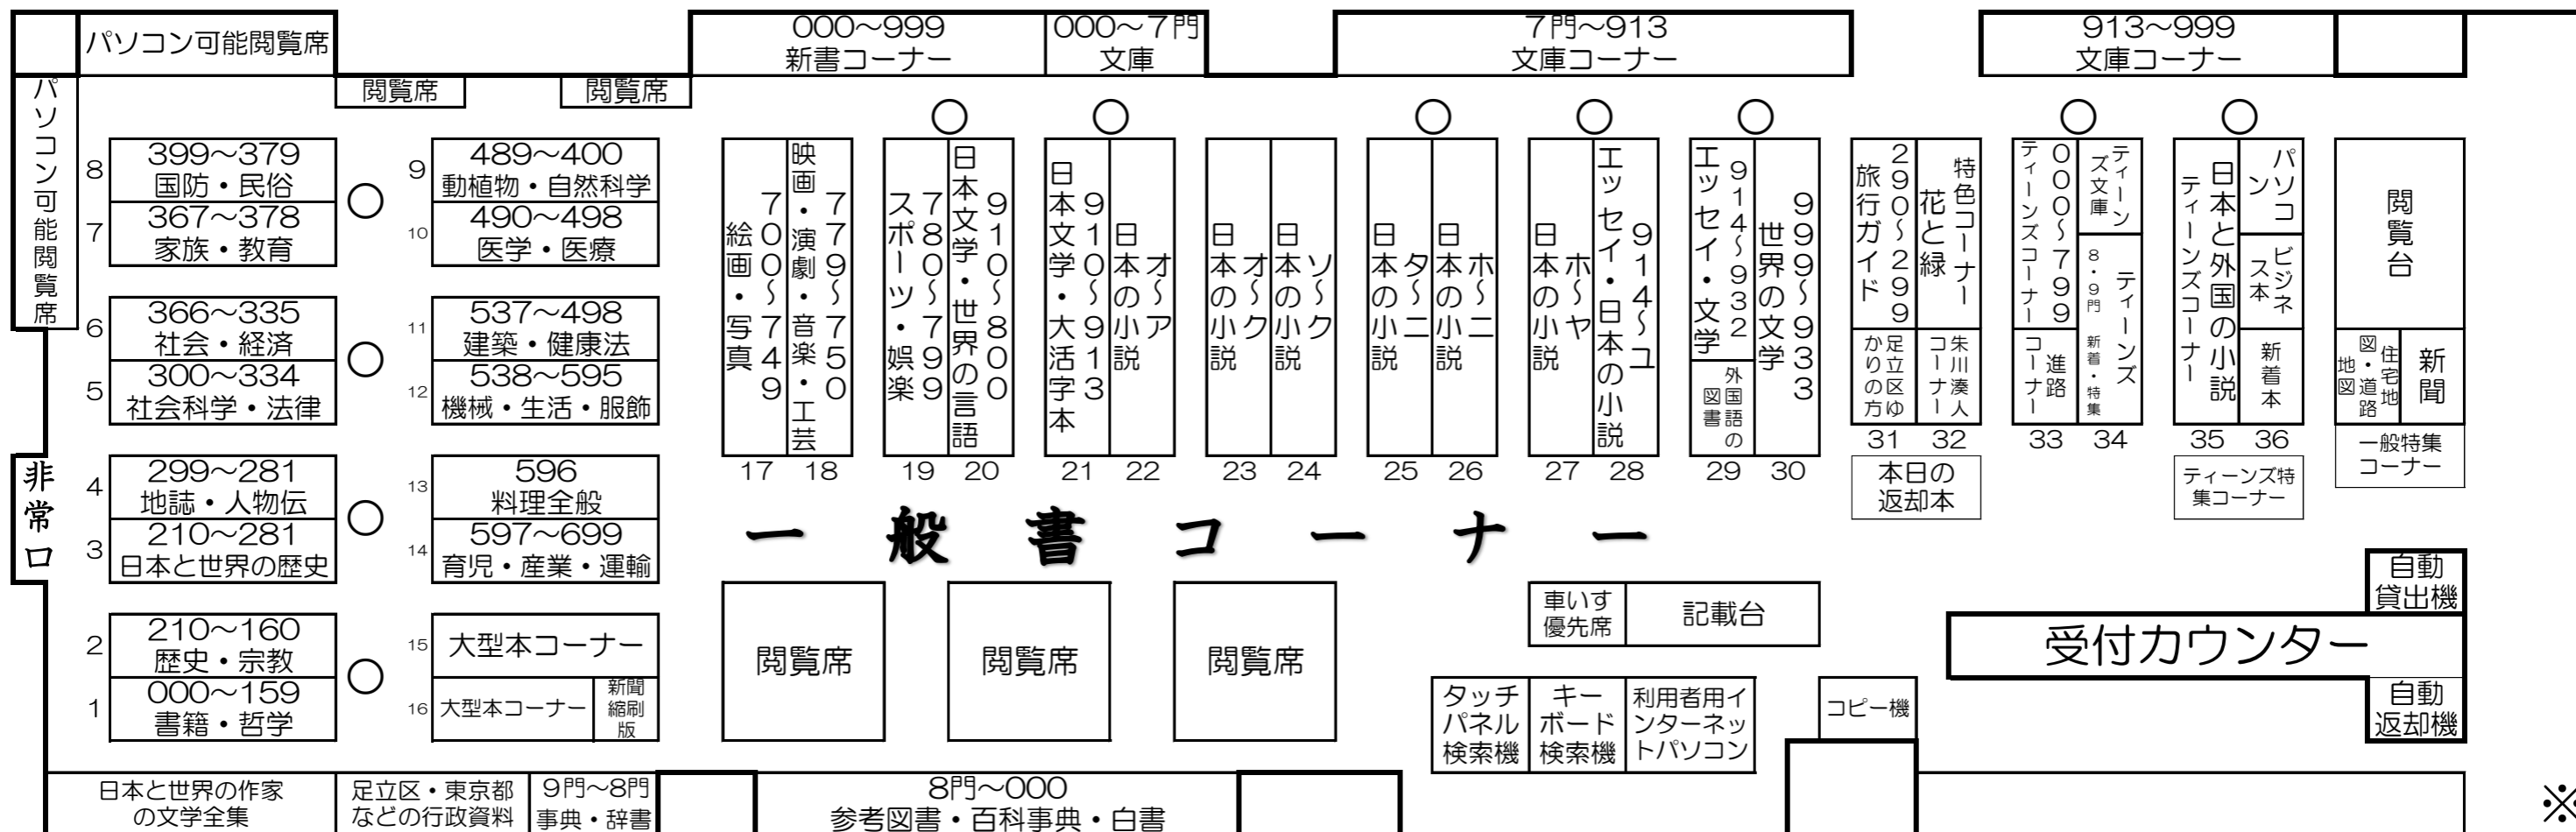 パソコン可能閲覧席
000〜999
新書コーナー
000〜7門
文庫
7門〜913
文庫コーナー
913〜999
文庫コーナー
パソコン可能閲覧席
閲覧席
閲覧席
8
399〜379
国防・民俗
7
367〜378
家族・教育
6
366〜335
社会・経済
5
300〜334
社会科学・法律
4
299〜281
地誌・人物伝
3
210〜281
日本と世界の歴史
2
210〜160
歴史・宗教
1
000〜159
書籍・哲学
非常口
9
489〜400
動植物・自然科学
10
490〜498
医学・医療
11
537〜498
建築・健康法
12
538〜595
機械・生活・服飾
13
596
料理全般
14
597〜699
育児・産業・運輸
15
大型本コーナー
16
大型本コーナー
新聞
縮刷
版
700〜749
絵画・写真
17
779〜750
映画・演劇・音楽・工芸
18
780〜799
スポーツ・娯楽
19
910〜800
日本文学・世界の言語
20
910〜913
日本文学・大活字本
21
オ〜ア
日本の小説
22
オ〜ク
日本の小説
23
ソ〜ク
日本の小説
24
タ〜ニ
日本の小説
25
ホ〜ニ
日本の小説
26
ホ〜ヤ
日本の小説
27
914〜ユ
エッセイ・日本の小説
28
914〜932
エッセイ・文学
外国語の
図書
29
999〜933
世界の文学
30
290〜299
旅行ガイド
足立区ゆ
かりの方
31
特色コーナー
花と緑
朱川湊人
コーナー
32
本日の
返却本
000〜799
ティーンズコーナー
進路
コーナー
33
ティーン
ズ文庫
ティーンズ
8・9門 新着・特集
34
日本と外国の小説
ティーンズコーナー
35
パソコ
ン
ビジネ
ス本
新着本
36
ティーンズ特
集コーナー
閲覧台
住宅地
図・道路
地図
新聞
一般特集
コーナー
一般書コーナー
閲覧席
閲覧席
閲覧席
車いす
優先席
記載台
タッチ
パネル
検索機
キー
ボード
検索機
利用者用イ
ンターネッ
トパソコン
コピー機
自動
貸出機
受付カウンター
自動
返却機
日本と世界の作家
の文学全集
足立区・東京都
などの行政資料
9門〜8門
事典・辞書
8門〜000
参考図書・百科事典・白書
※